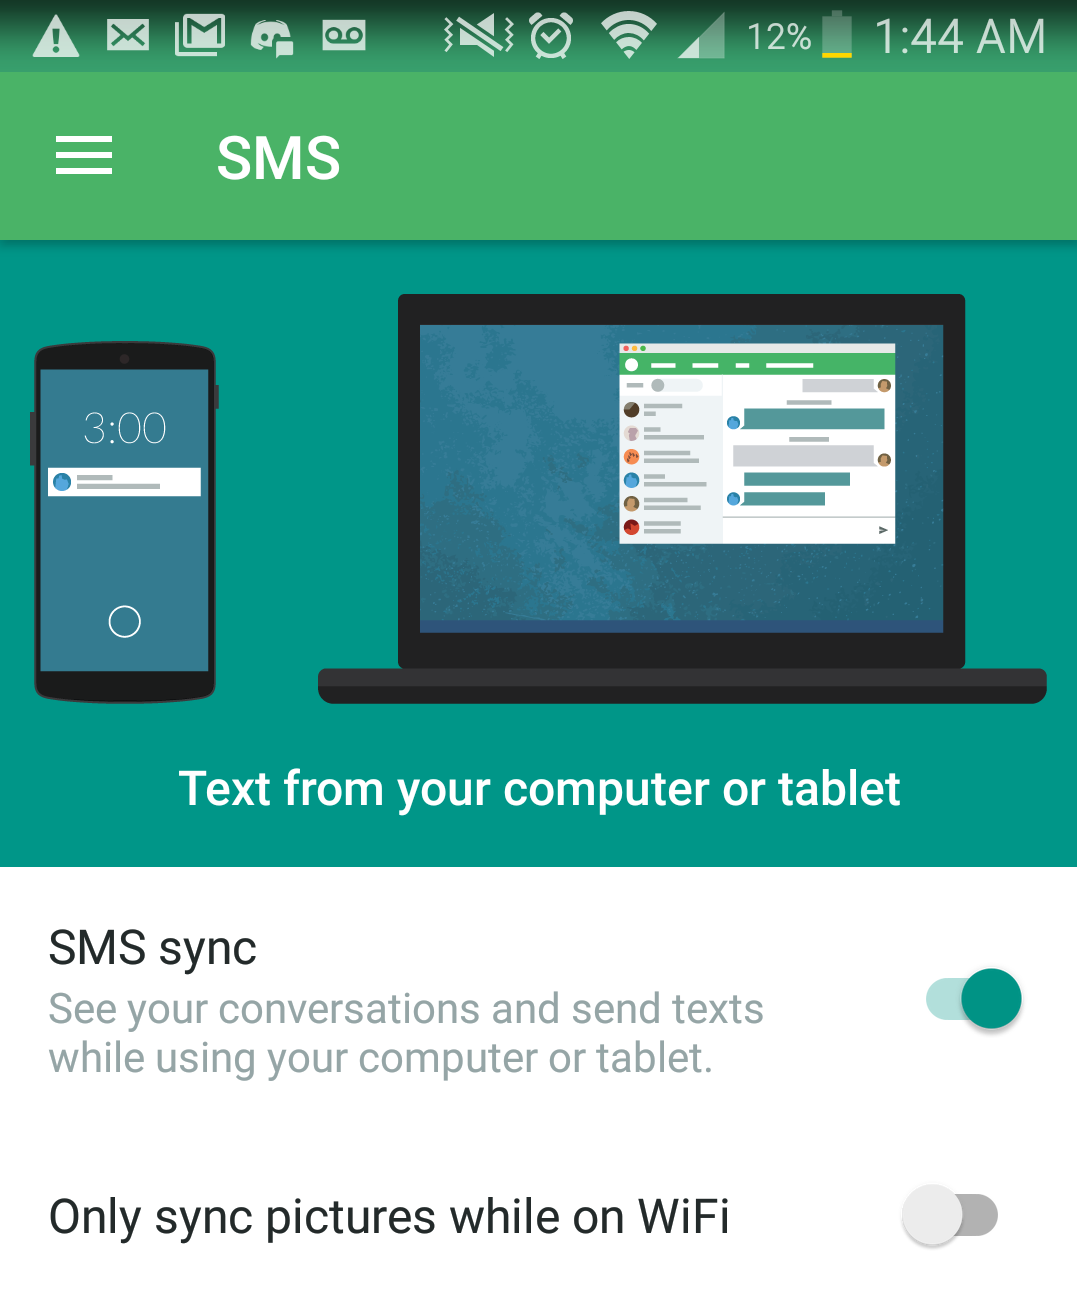 12% 1:44 AM
SMS
3:00
Text from your computer or tablet
SMS sync
See your conversations and send texts
while using your computer or tablet.
Only sync pictures while on WiFi